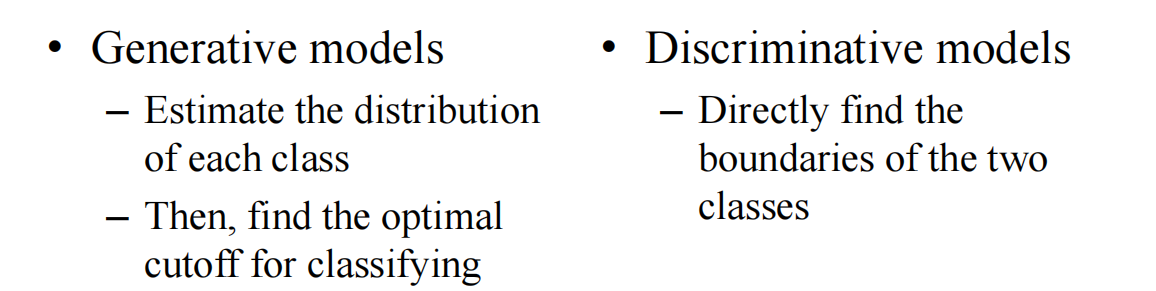 • Generative models
– Estimate the distribution
of each class
– Then, find the optimal
cutoff for classifying
• Discriminative models
– Directly find the
boundaries of the two
classes